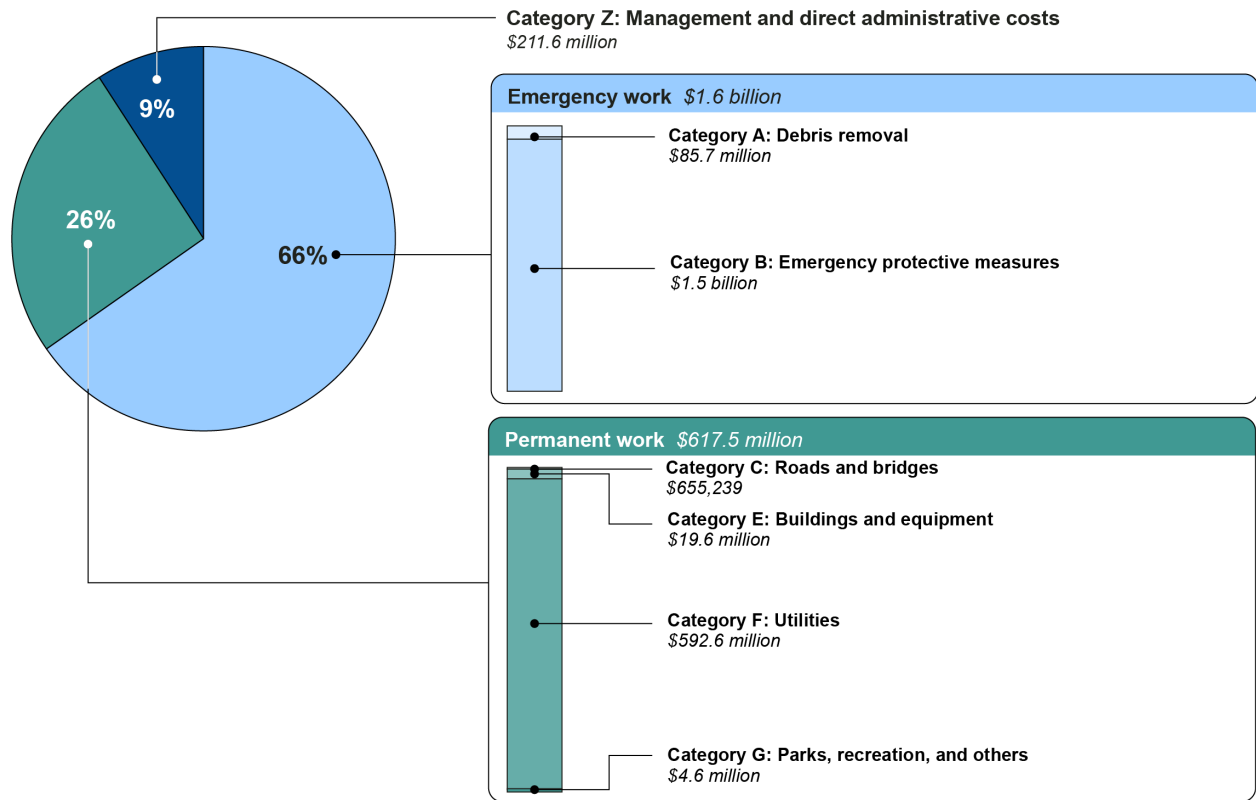 Category Z: Management and direct administrative costs
$211.6 million
9%
26%
66%
Emergency work $1.6 billion
Category A: Debris removal
$85.7 million
Category B: Emergency protective measures
$1.5 billion
Permanent work $617.5 million
Category C: Roads and bridges
$655,239
Category E: Buildings and equipment
$19.6 million
Category F: Utilities
$592.6 million
Category G: Parks, recreation, and others
$4.6 million